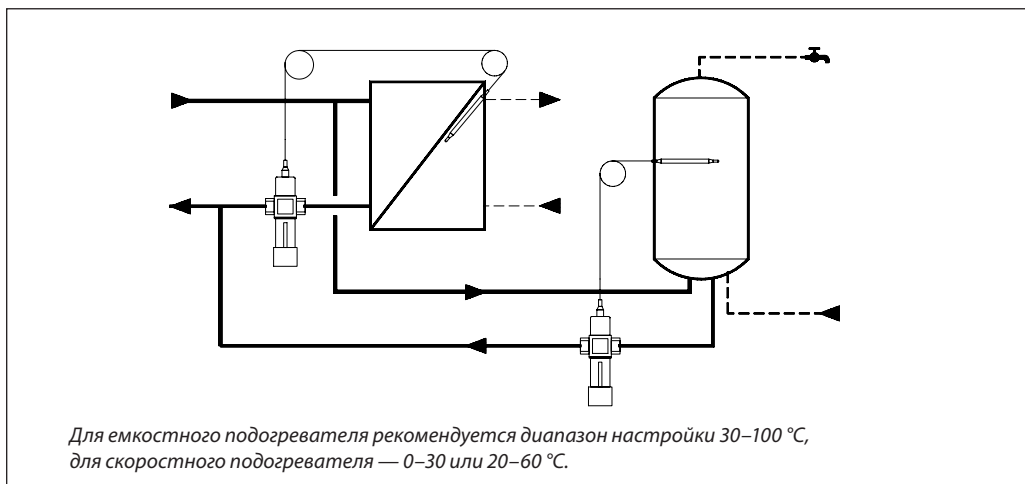 Для емкостного подогревателя рекомендуется диапазон настройки 30–100 °C,
для скоростного подогревателя — 0–30 или 20–60 °C.